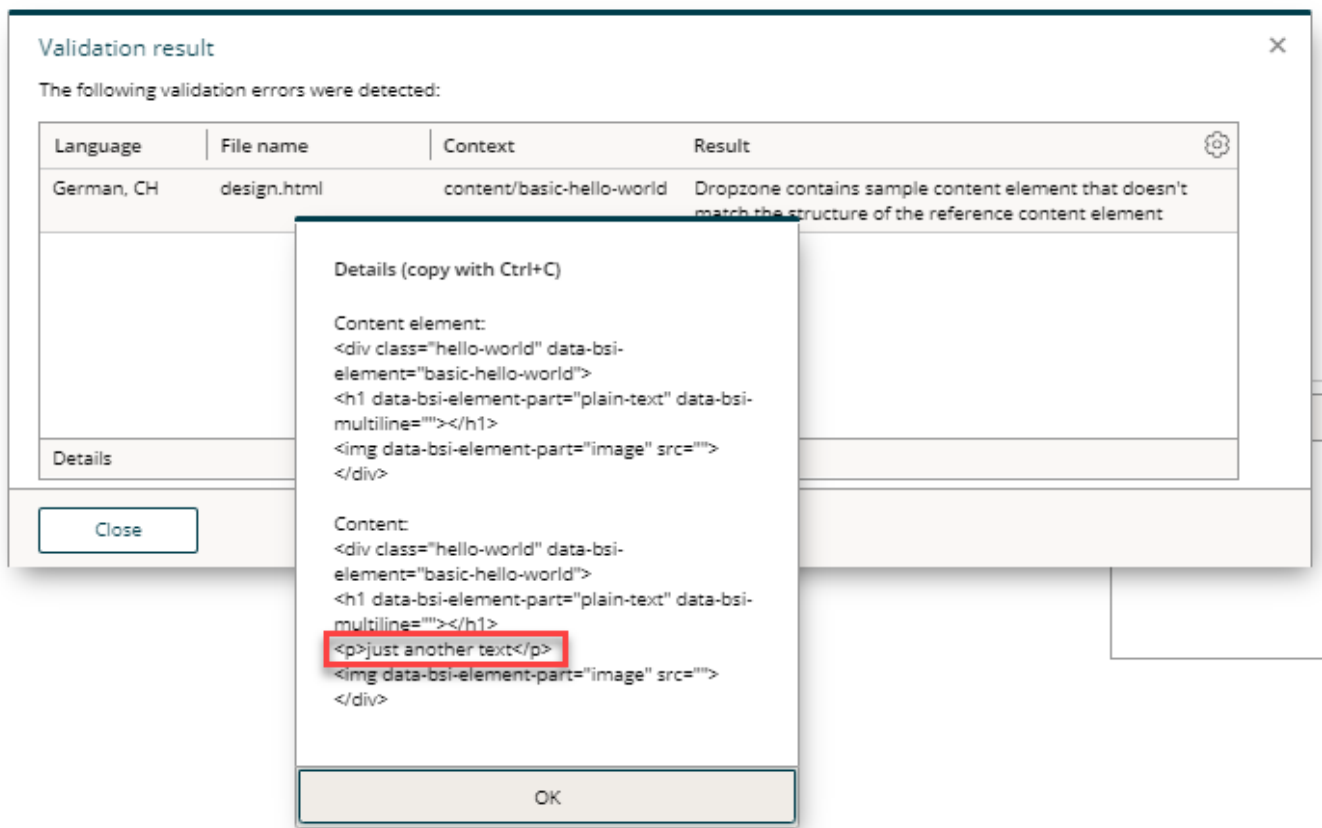 Validation result
The following validation errors were detected:
Language File name Context Result
German, CH design.html content/basic-hello-world Dropzone contains sample content element that doesn't
match the structure of the reference content element
Details (copy with Ctrl+C)
Content element:
<div class="hello-world" data-bsi-
element="basic-hello-world">
<h1 data-bsi-element-part="plain-text" data-bsi-
multiline=""></h1>
<img data-bsi-element-part="image" src="">
</div>
Content:
<div class="hello-world" data-bsi-
element="basic-hello-world">
<h1 data-bsi-element-part="plain-text" data-bsi-
multiline=""></h1>
<p>just another text</p>
<img data-bsi-element-part="image" src="">
</div>
OK
Details
Close